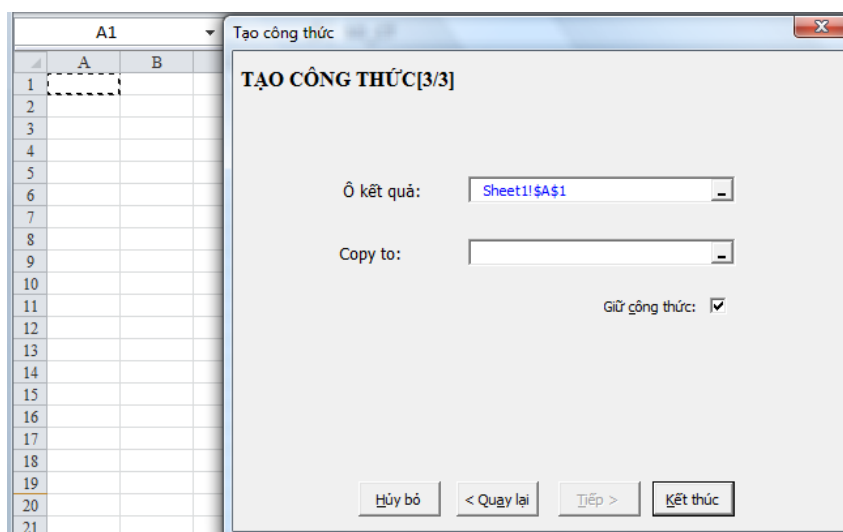 A1
Tạo công thức
A B
TẠO CÔNG THỨC[3/3]
1
2
3
4
5
6
7
8
9
10
11
12
13
14
15
16
17
18
19
20
21
Ô kết quả: Sheet1!$A$1
Copy to:
Giữ công thức:
Hủy bỏ < Quay lại Tiếp > Kết thúc